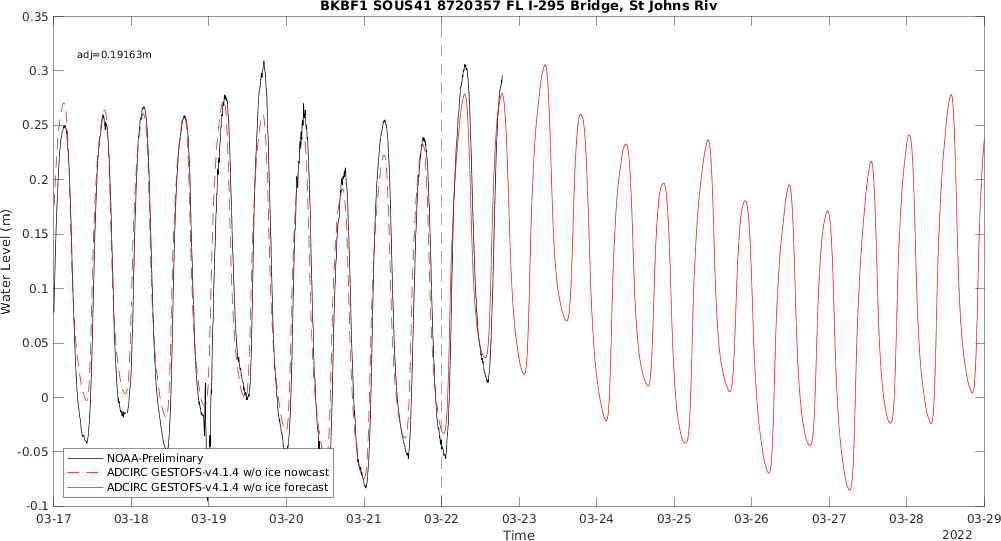 BKBF1 SOUS41 8720357 FL I-295 Bridge, St Johns Riv
adj=0.19163m
0.35
0.3
0.25
0.2
0.15
0.1
0.05
0
-0.05
-0.1
Water Level (m)
NOAA-Preliminary
ADCIRC GESTOFS-v4.1.4 w/o ice nowcast
ADCIRC GESTOFS-v4.1.4 w/o ice forecast
03-17 03-18 03-19 03-20 03-21 03-22 03-23 03-24 03-25 03-26 03-27 03-28 03-29
Time
2022